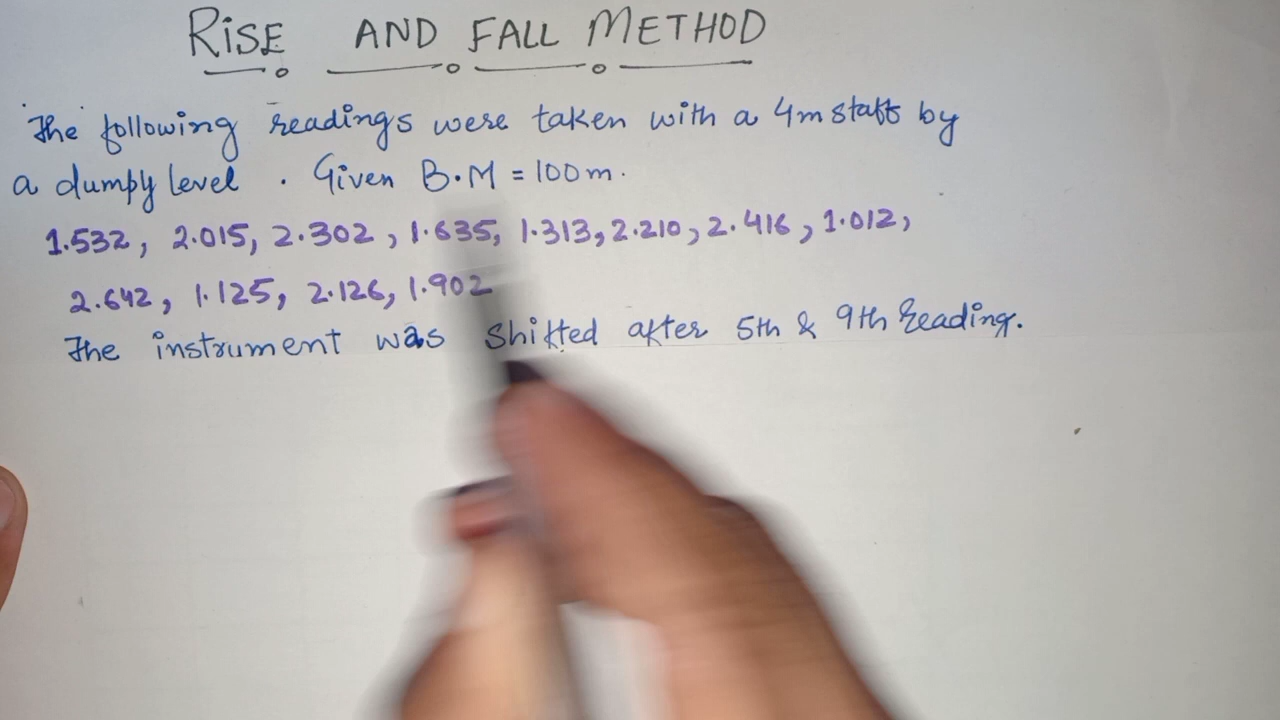 RISE AND FALL METHOD
The following readings were taken with a 4m staff by
a dumpy level . Given B.M = 100m.
1.532, 2.015, 2.302, 1.635, 1.313, 2.210, 2.416, 1.012,
2.642, 1.125, 2.126, 1.902
The instrument was shifted after 5th & 9th reading.